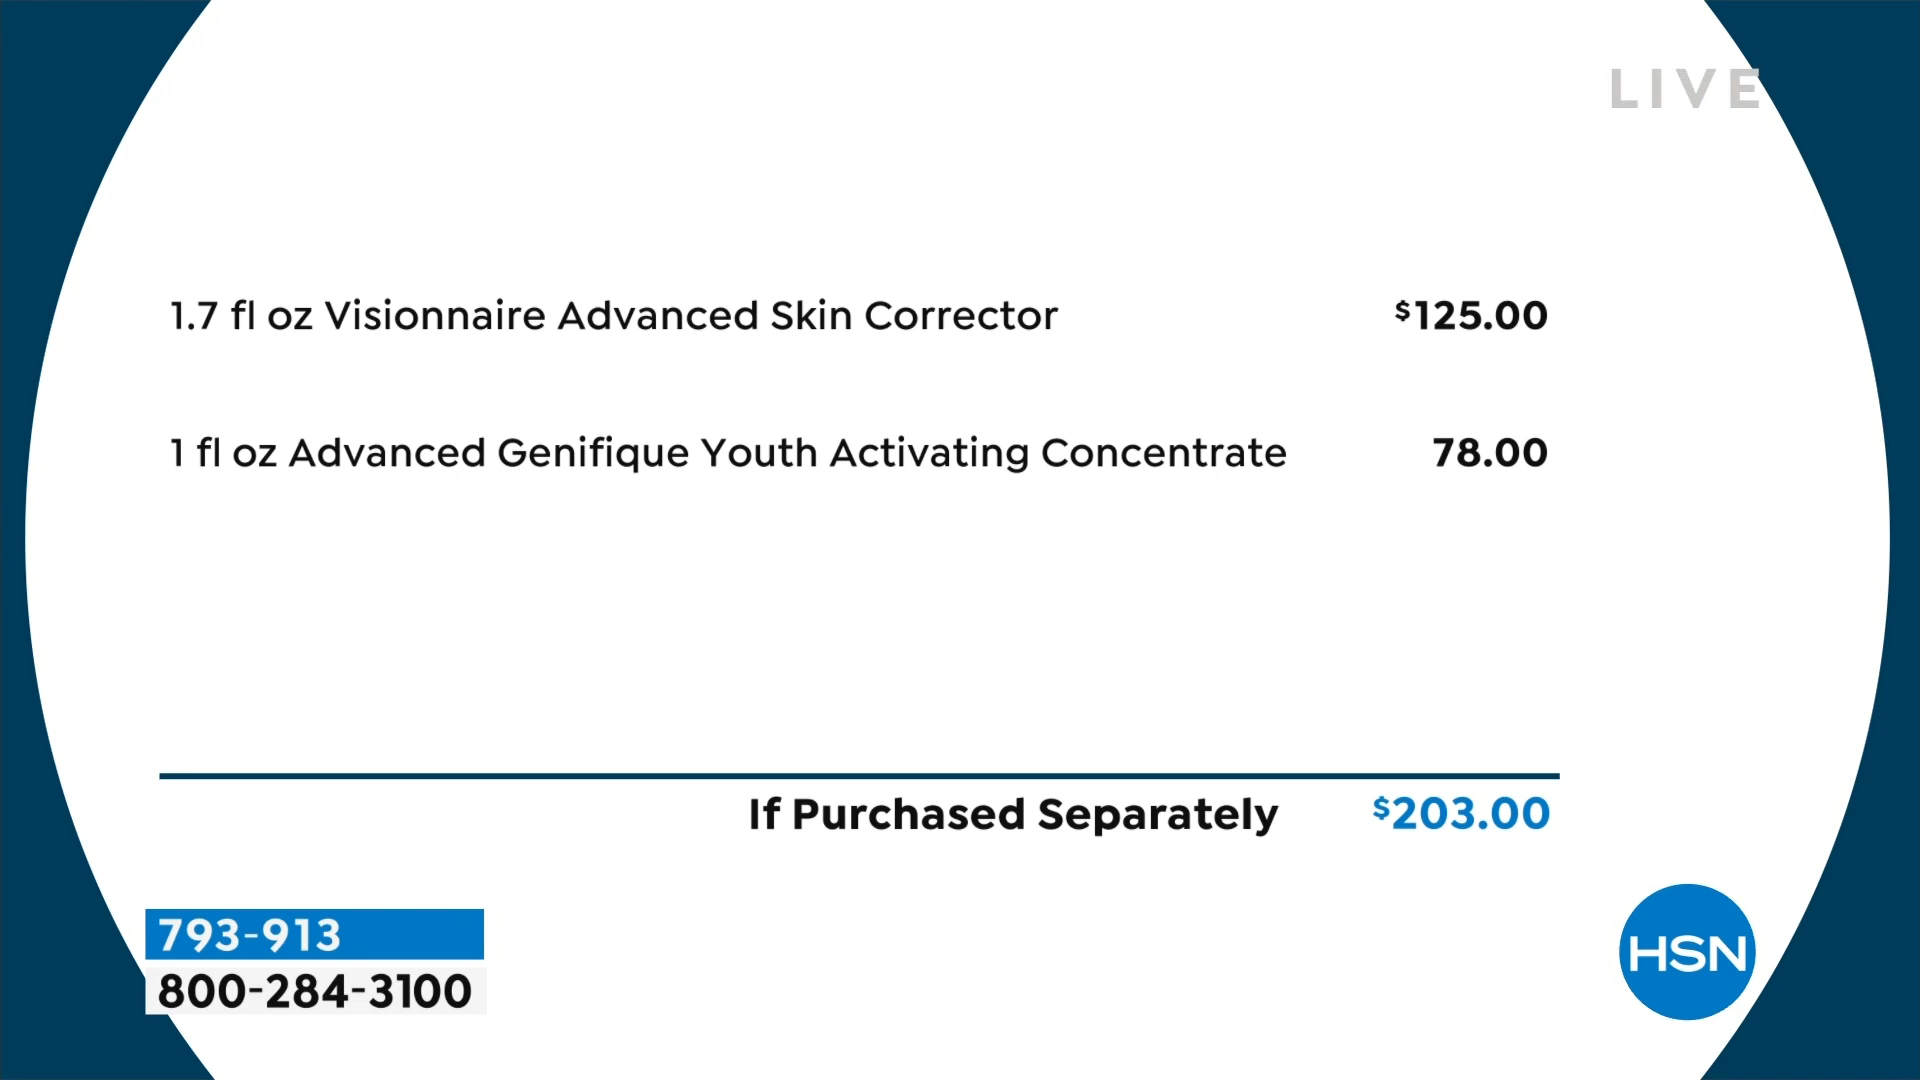 LIVE
1.7 fl oz Visionnaire Advanced Skin Corrector $125.00
1 fl oz Advanced Genifique Youth Activating Concentrate 78.00
If Purchased Separately $203.00
793-913
800-284-3100
HSN